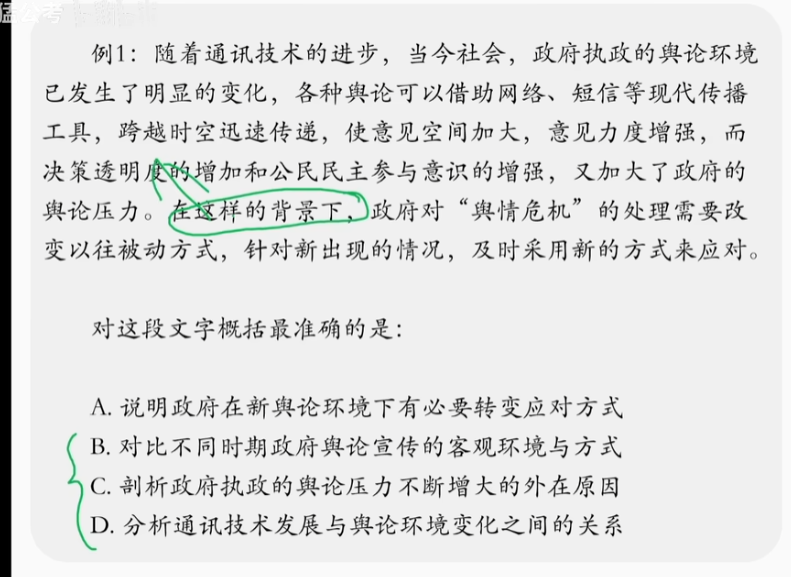 猛公考
例1：随着通讯技术的进步，当今社会，政府执政的舆论环境
已发生了明显的变化，各种舆论可以借助网络、短信等现代传播
工具，跨越时空迅速传递，使意见空间加大，意见力度增强，而
决策透明度的增加和公民民主参与意识的增强，又加大了政府的
舆论压力。在这样的背景下，政府对“舆情危机”的处理需要改
变以往被动方式，针对新出现的情况，及时采用新的方式来应对。
对这段文字概括最准确的是：
A. 说明政府在新舆论环境下有必要转变应对方式
B. 对比不同时期政府舆论宣传的客观环境与方式
C. 剖析政府执政的舆论压力不断增大的外在原因
D. 分析通讯技术发展与舆论环境变化之间的关系